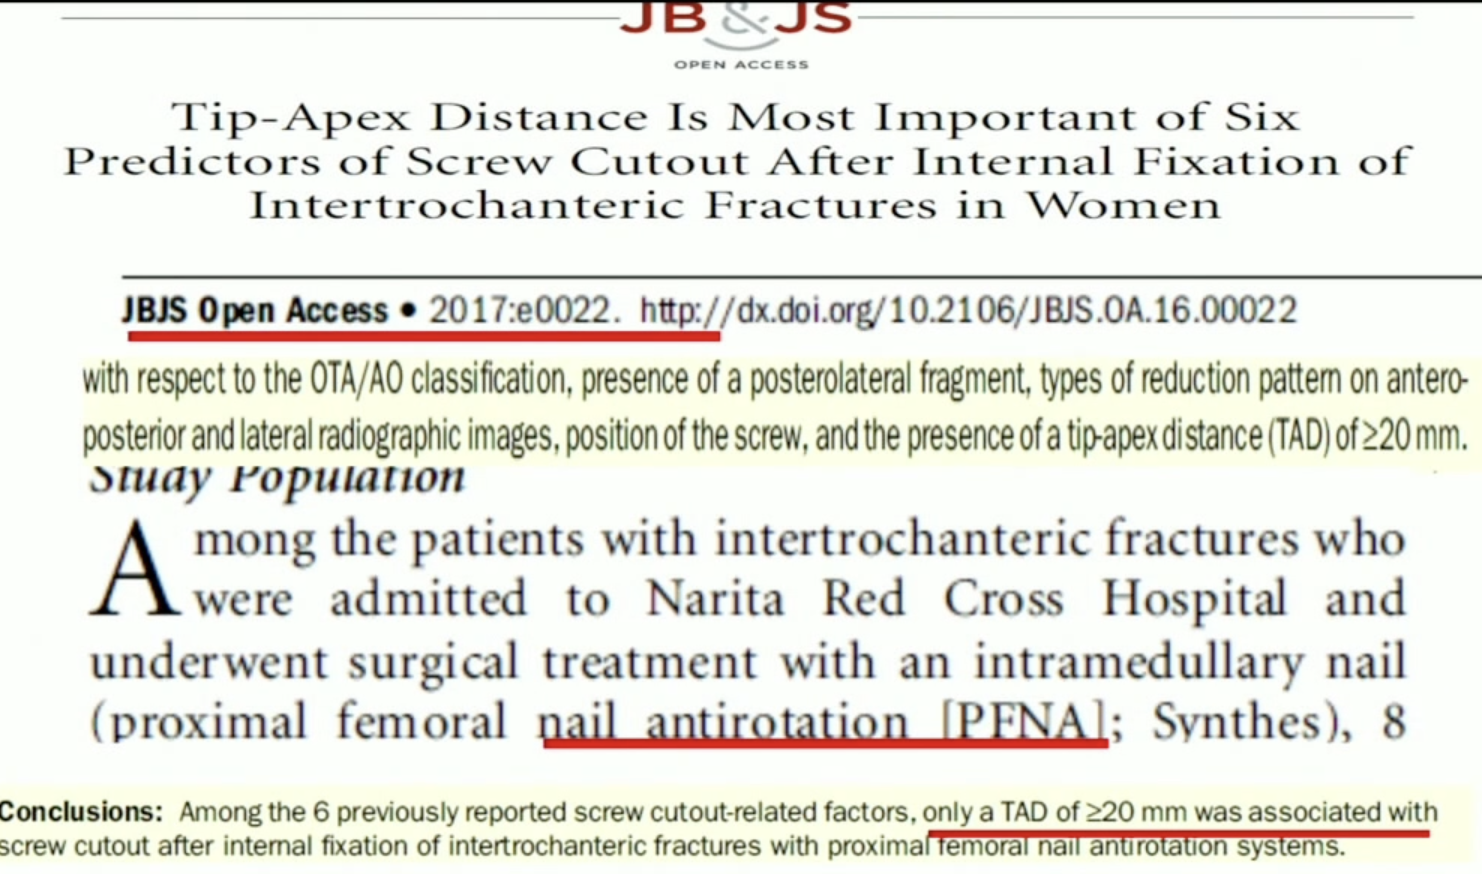 JB&JS
OPEN ACCESS
Tip-Apex Distance Is Most Important of Six
Predictors of Screw Cutout After Internal Fixation of
Intertrochanteric Fractures in Women
JBJS Open Access • 2017:e0022. http://dx.doi.org/10.2106/JBJS.OA.16.00022
with respect to the OTA/AO classification, presence of a posterolateral fragment, types of reduction pattern on antero-
posterior and lateral radiographic images, position of the screw, and the presence of a tip-apex distance (TAD) of ≥20 mm.
Study Population
Among the patients with intertrochanteric fractures who
were admitted to Narita Red Cross Hospital and
underwent surgical treatment with an intramedullary nail
(proximal femoral nail antirotation [PFNA]; Synthes), 8
Conclusions: Among the 6 previously reported screw cutout-related factors, only a TAD of ≥20 mm was associated with
screw cutout after internal fixation of intertrochanteric fractures with proximal femoral nail antirotation systems.